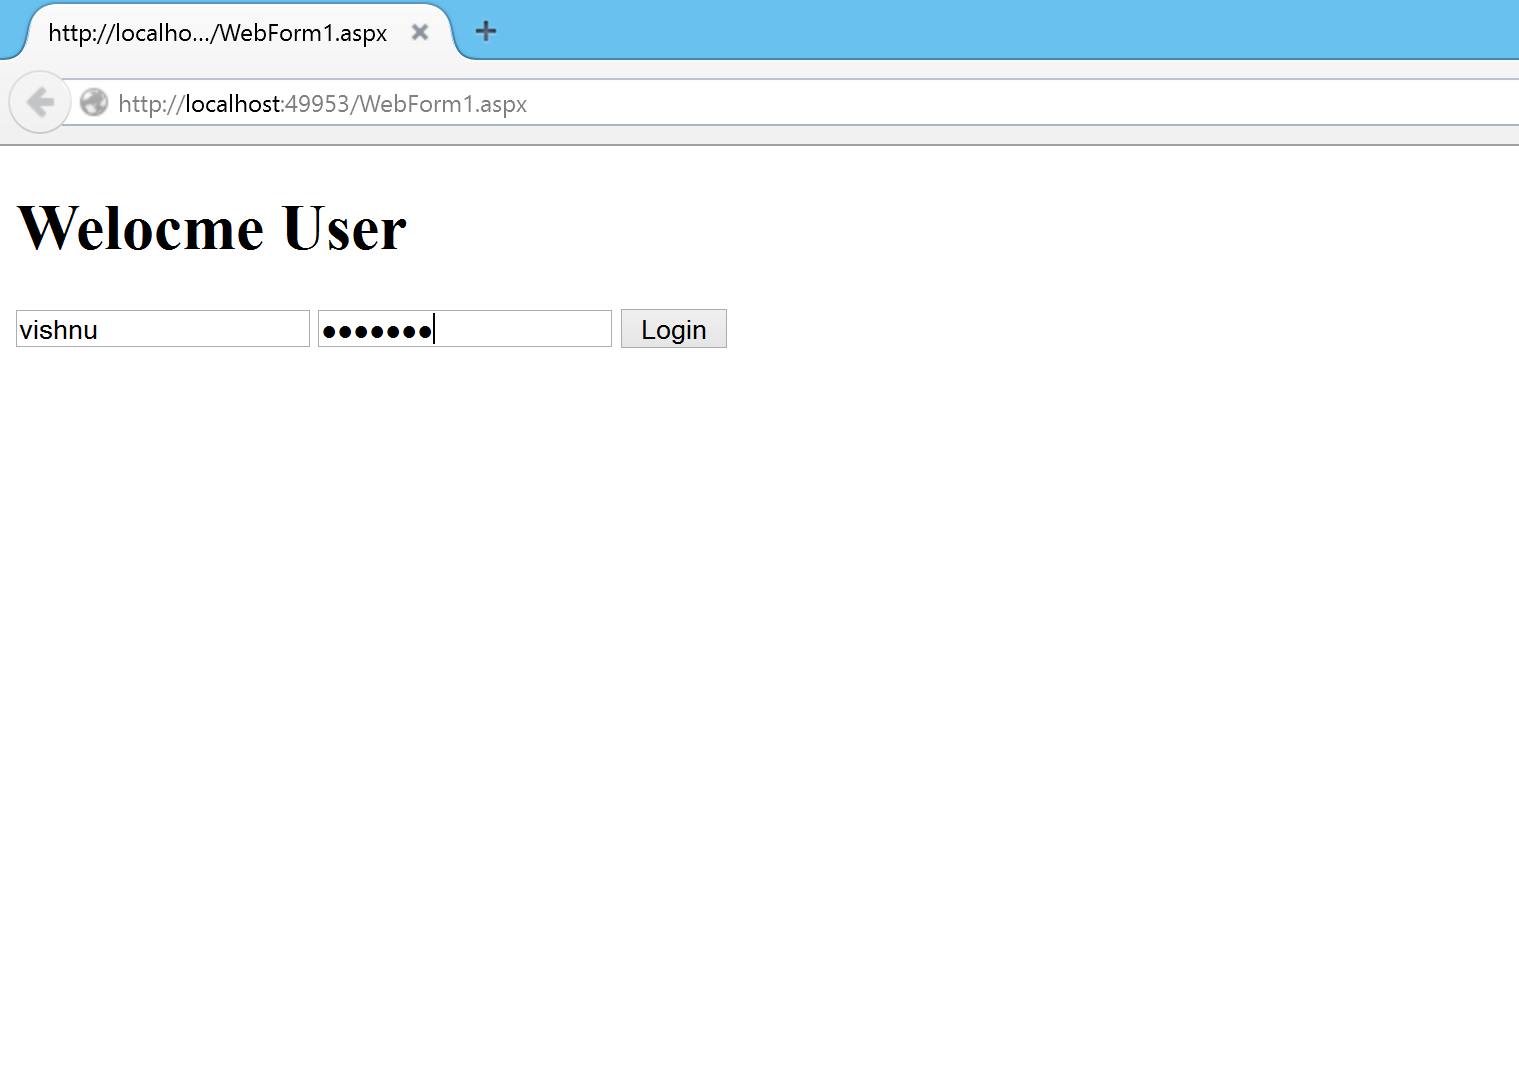 http://localho.../WebForm1.aspx
http://localhost:49953/WebForm1.aspx
Welocme User
vishnu ••••••• Login